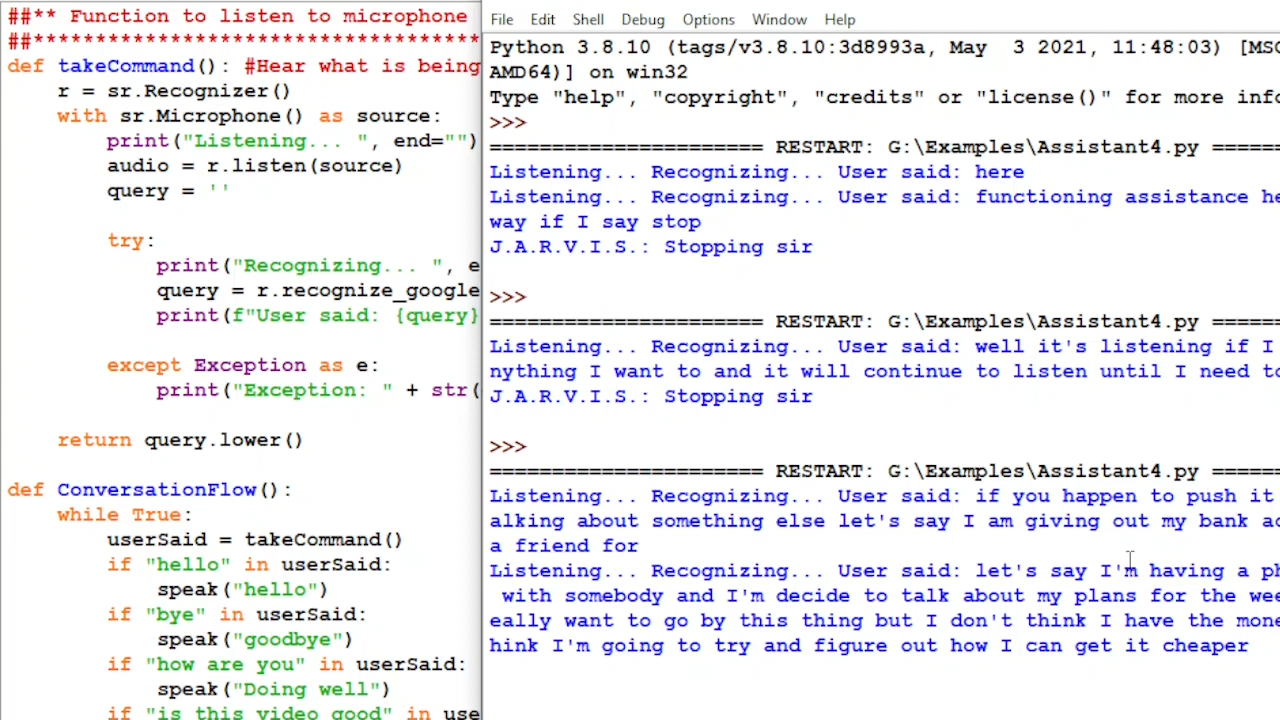 ##** Function to listen to microphone
##************************************
def takeCommand(): #Hear what is being
r = sr.Recognizer()
with sr.Microphone() as source:
print("Listening... ", end="")
audio = r.listen(source)
query = ''
try:
print("Recognizing... ", e
query = r.recognize_google
print(f"User said: {query}
except Exception as e:
print("Exception: " + str(
return query.lower()
def ConversationFlow():
while True:
userSaid = takeCommand()
if "hello" in userSaid:
speak("hello")
if "bye" in userSaid:
speak("goodbye")
if "how are you" in userSaid:
speak("Doing well")
if "is this video good" in use
File Edit Shell Debug Options Window Help
Python 3.8.10 (tags/v3.8.10:3d8993a, May  3 2021, 11:48:03) [MSC
AMD64)] on win32
Type "help", "copyright", "credits" or "license()" for more info
>>>
====================== RESTART: G:\Examples\Assistant4.py ======
Listening... Recognizing... User said: here
Listening... Recognizing... User said: functioning assistance he
way if I say stop
J.A.R.V.I.S.: Stopping sir
>>>
====================== RESTART: G:\Examples\Assistant4.py ======
Listening... Recognizing... User said: well it's listening if I
nything I want to and it will continue to listen until I need to
J.A.R.V.I.S.: Stopping sir
>>>
====================== RESTART: G:\Examples\Assistant4.py ======
Listening... Recognizing... User said: if you happen to push it
alking about something else let's say I am giving out my bank ac
a friend for
Listening... Recognizing... User said: let's say I'm having a ph
with somebody and I'm decide to talk about my plans for the wee
eally want to go by this thing but I don't think I have the mone
hink I'm going to try and figure out how I can get it cheaper